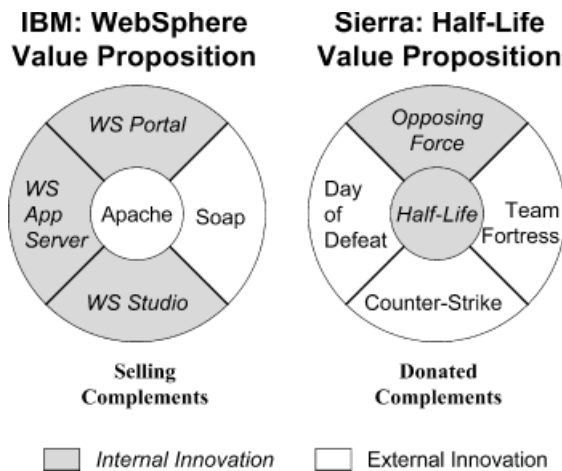 IBM: WebSphere
Value Proposition
WS Portal
WS
App
Server
Apache
Soap
WS Studio
Selling
Complements
Sierra: Half-Life
Value Proposition
Opposing
Force
Day
of
Defeat
Half-Life
Team
Fortress
Counter-Strike
Donated
Complements
Internal Innovation
External Innovation